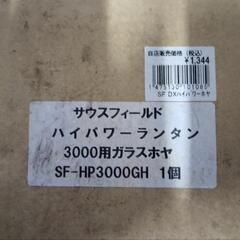 自店販売価格(税込)
¥1,344
SF DXハイパワーホヤ
サウスフィールド
ハイパワーランタン
3000用ガラスホヤ
SF-HP3000GH 1個